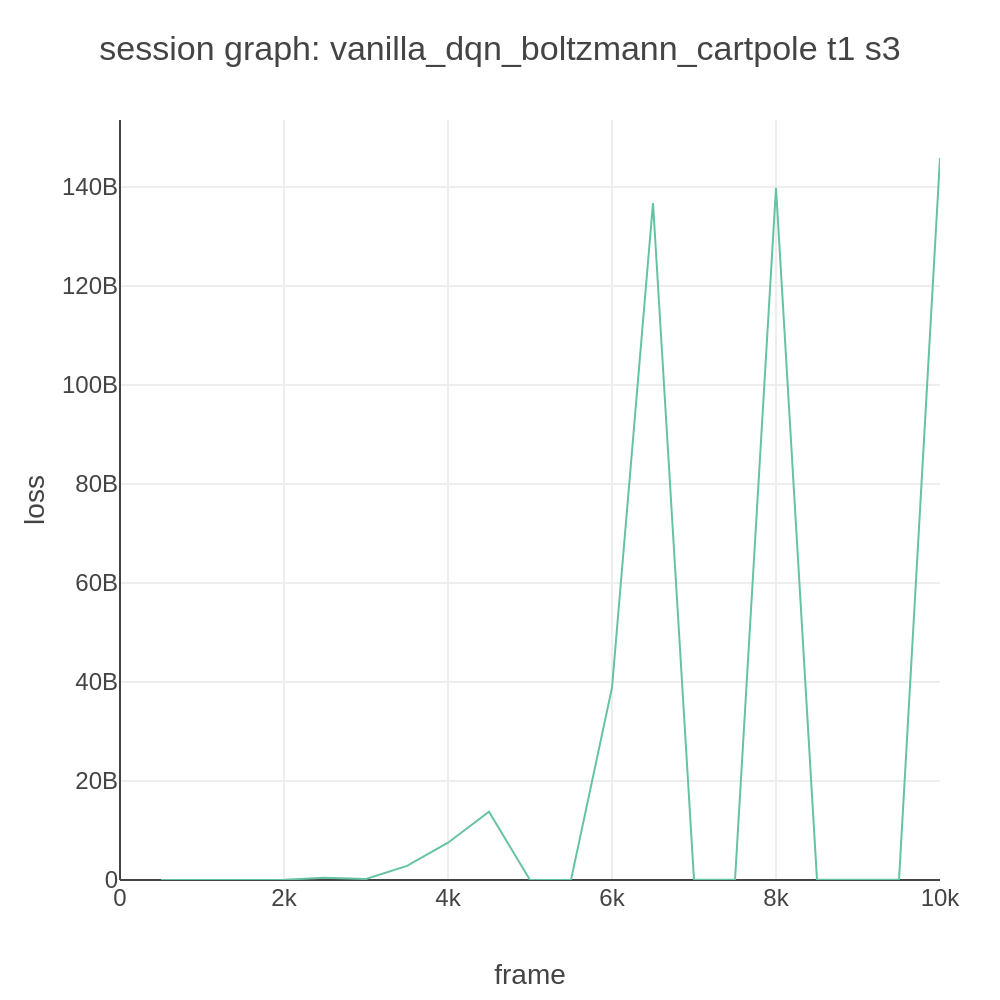 session graph: vanilla_dqn_boltzmann_cartpole t1 s3
140B
120B
100B
80B
60B
40B
20B
0
loss
0 2k 4k 6k 8k 10k
frame